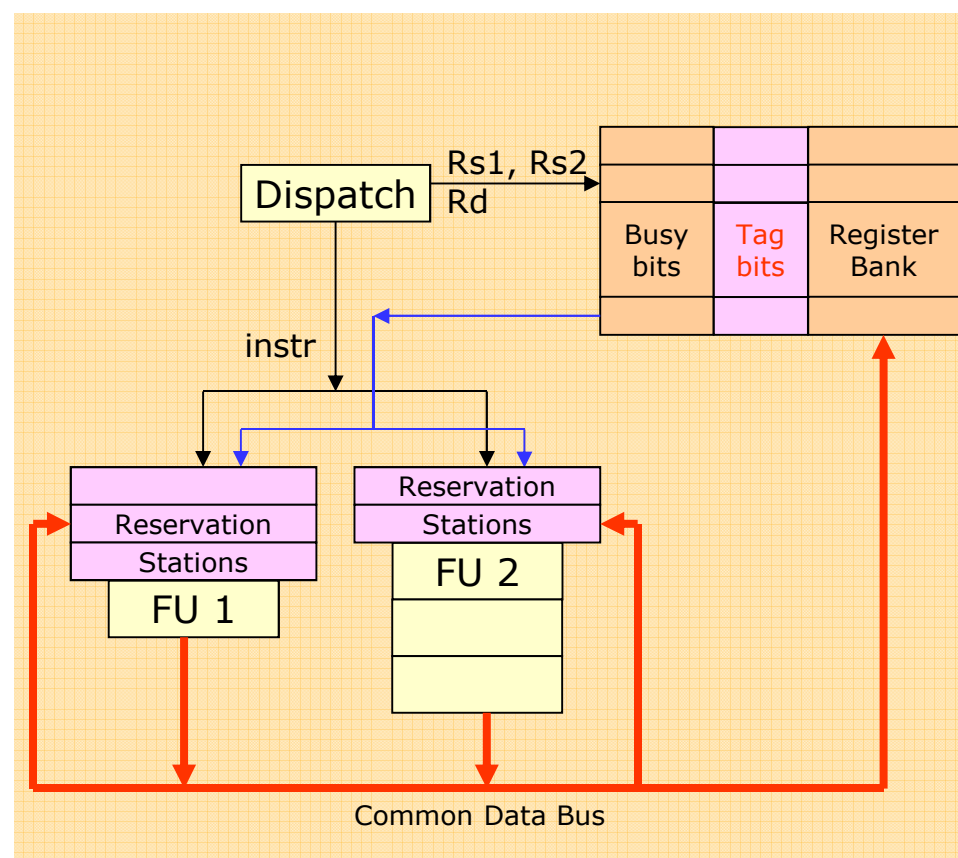 Dispatch
Rs1, Rs2
Rd
Busy
bits
Tag
bits
Register
Bank
instr
Reservation
Stations
FU 1
Reservation
Stations
FU 2
Common Data Bus